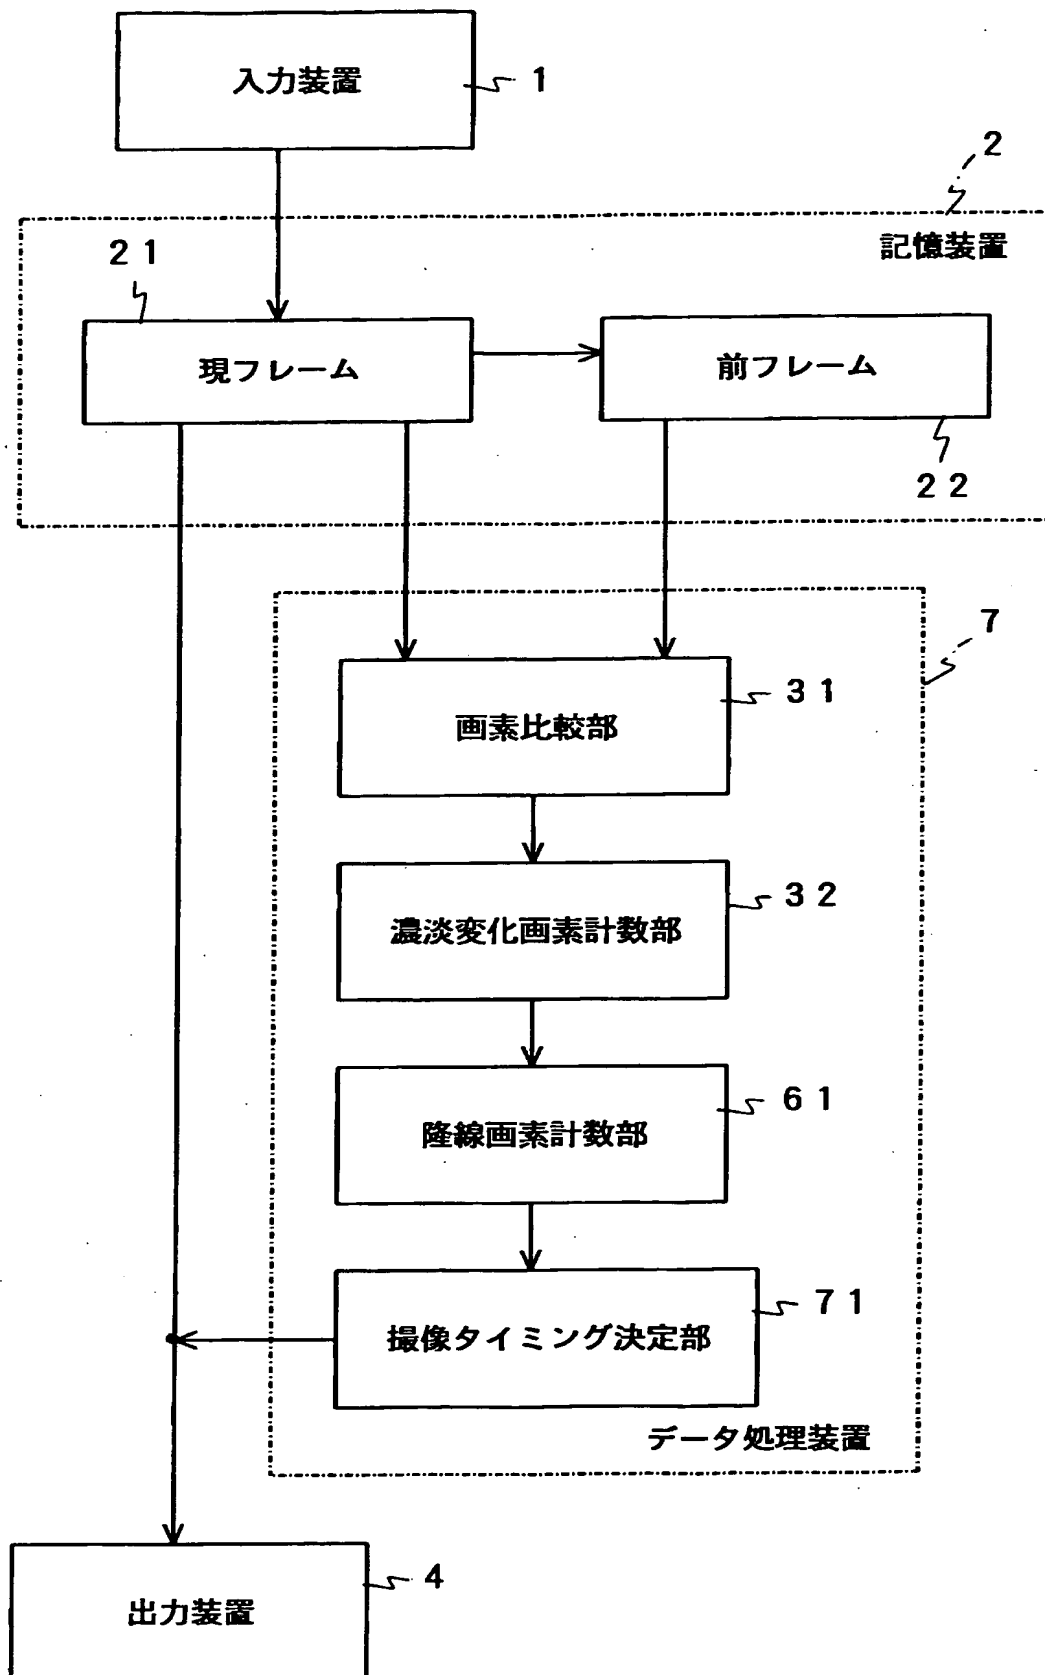 入力装置
1
2
記憶装置
21
現フレーム
前フレーム
22
7
画素比較部
31
濃淡変化画素計数部
32
隆線画素計数部
61
撮像タイミング決定部
71
データ処理装置
出力装置
4